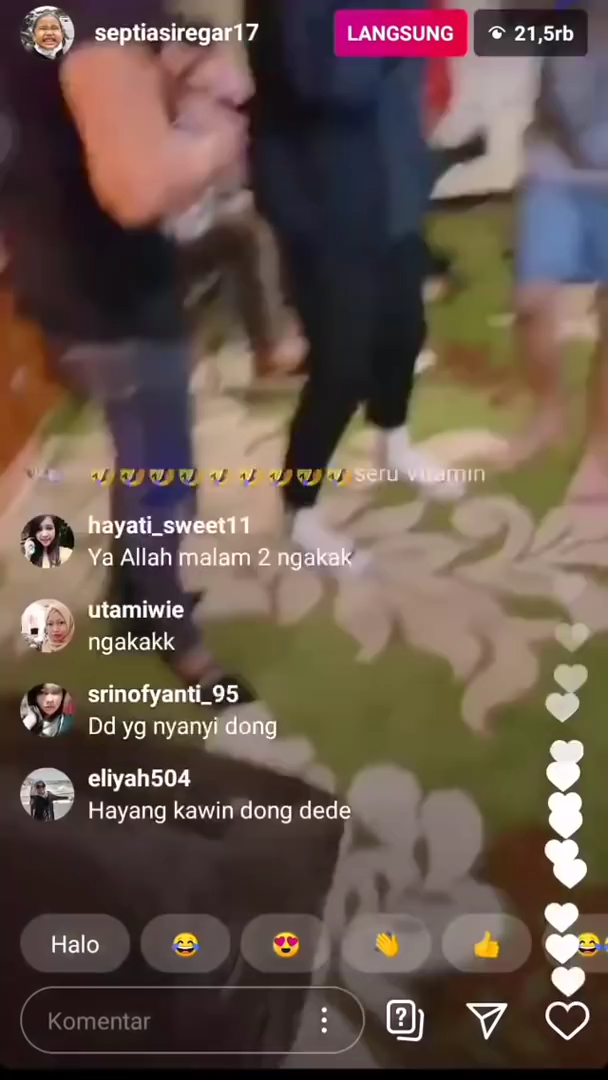 septiasiregar17
LANGSUNG
21,5rb
🤣🤣🤣🤣🤣🤣🤣🤣🤣seru Vitamin
hayati_sweet11
Ya Allah malam 2 ngakak
utamiwie
ngakakk
srinofyanti_95
Dd yg nyanyi dong
eliyah504
Hayang kawin dong dede
Halo
Komentar